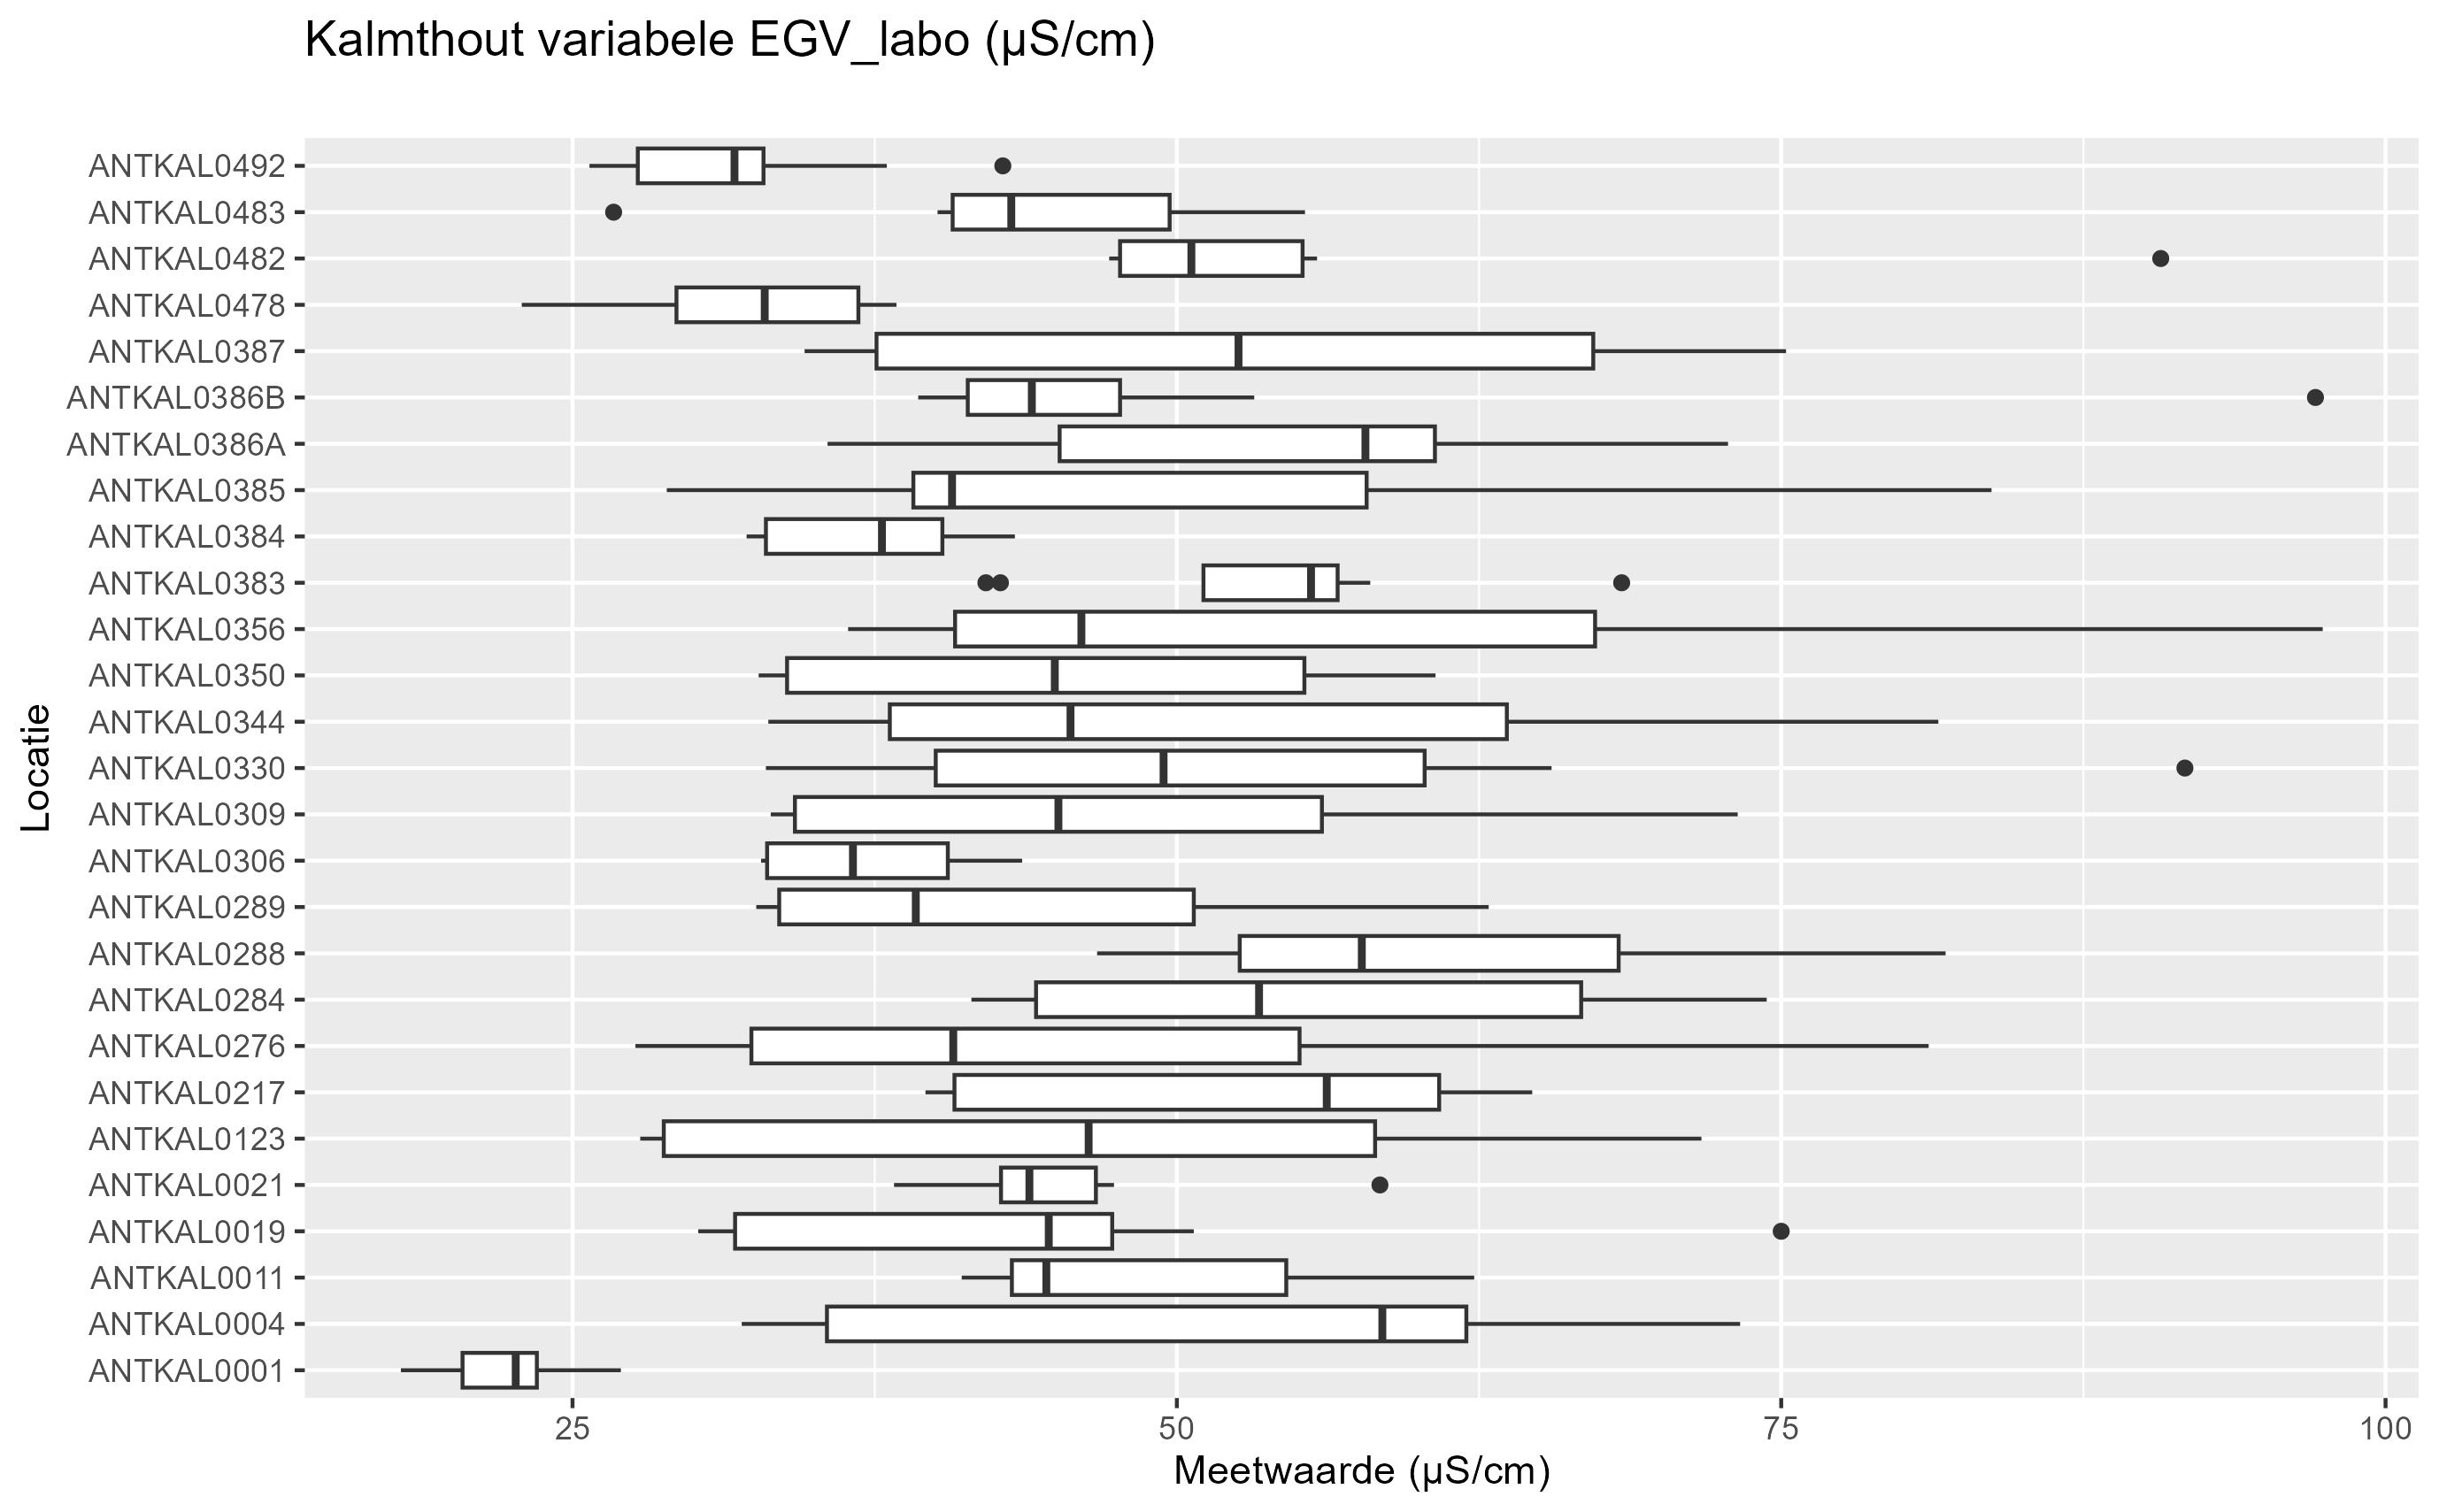 Kalmthout variabele EGV_labo (µS/cm)
ANTKAL0492
ANTKAL0483
ANTKAL0482
ANTKAL0478
ANTKAL0387
ANTKAL0386B
ANTKAL0386A
ANTKAL0385
ANTKAL0384
ANTKAL0383
ANTKAL0356
ANTKAL0350
ANTKAL0344
ANTKAL0330
ANTKAL0309
ANTKAL0306
ANTKAL0289
ANTKAL0288
ANTKAL0284
ANTKAL0276
ANTKAL0217
ANTKAL0123
ANTKAL0021
ANTKAL0019
ANTKAL0011
ANTKAL0004
ANTKAL0001
Locatie
25 50 75 100
Meetwaarde (µS/cm)